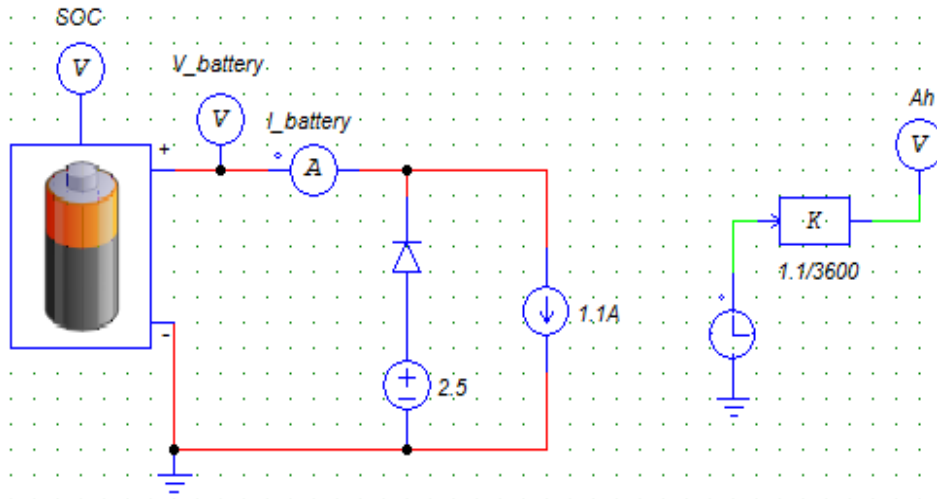 SOC
V
V_battery
V
I_battery
A
+
-
1.1A
+
-
2.5
Ah
V
K
1.1/3600